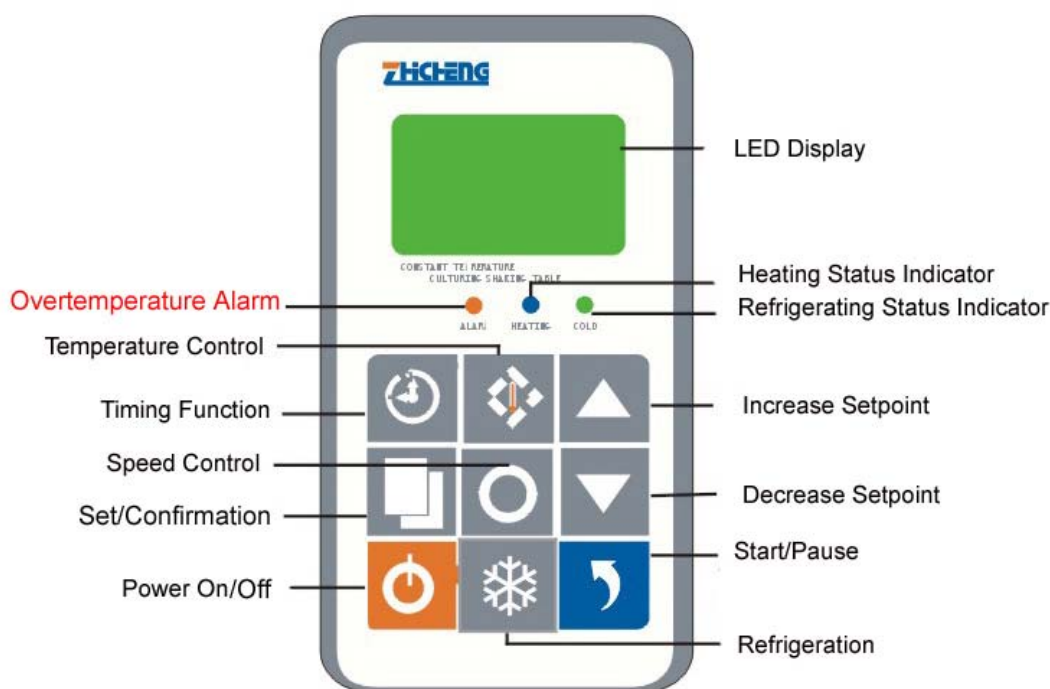 ZHICHENG
LED Display
CONSTANT TEMPERATURE
CULTURING SHAKING TABLE
Heating Status Indicator
Overtemperature Alarm
Refrigerating Status Indicator
ALARM HEATING COLD
Temperature Control
Timing Function
Increase Setpoint
Speed Control
Decrease Setpoint
Set/Confirmation
Start/Pause
Power On/Off
Refrigeration